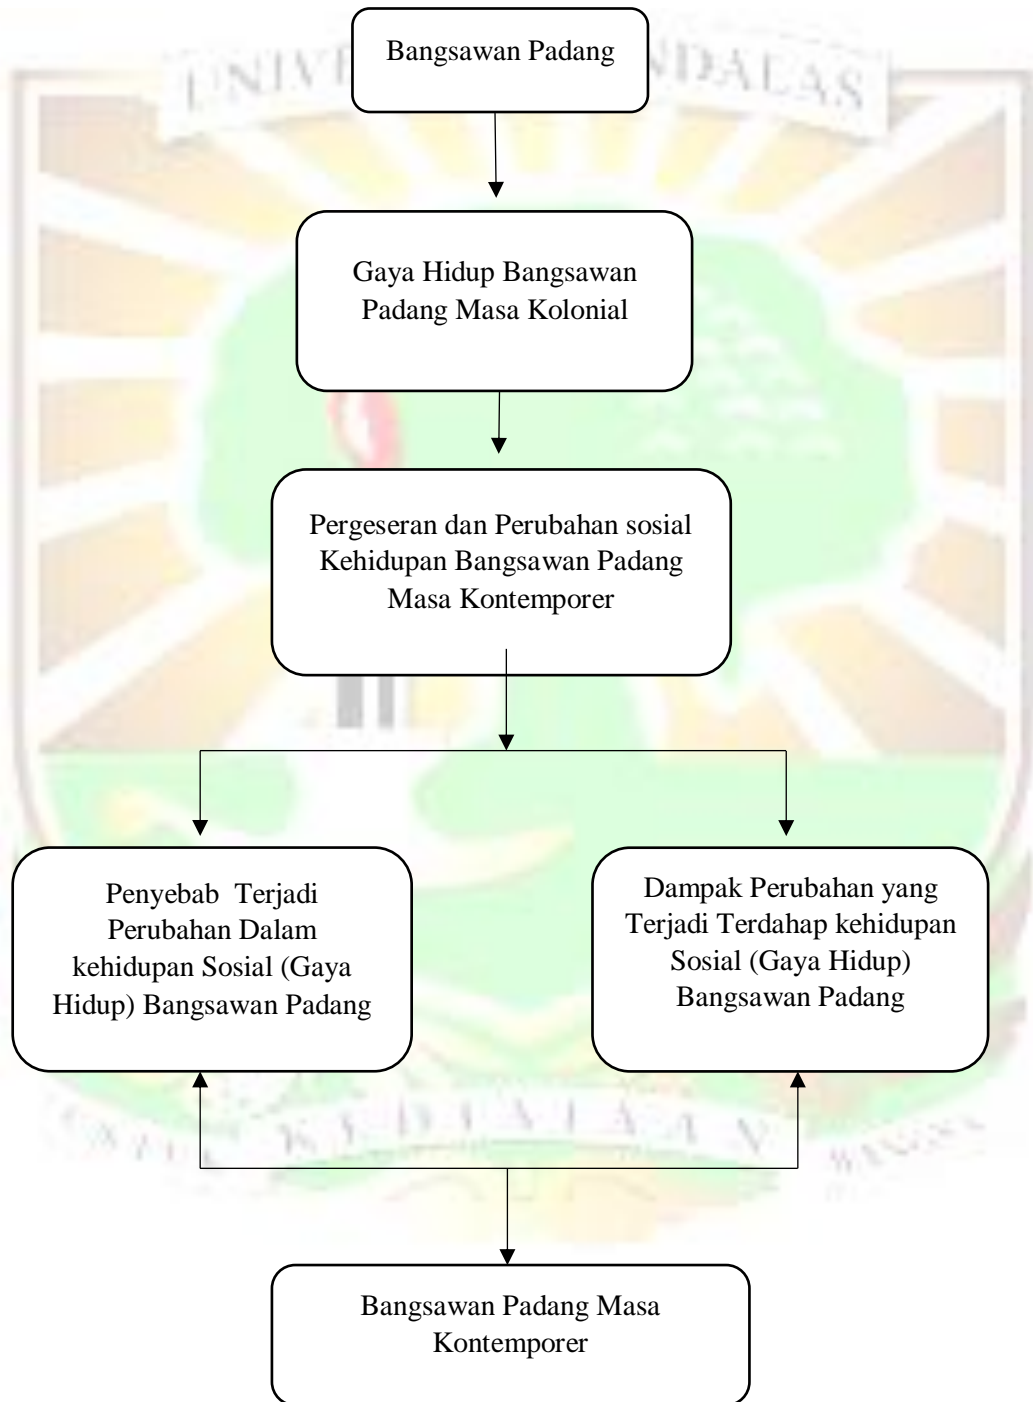 Bangsawan Padang
Gaya Hidup Bangsawan
Padang Masa Kolonial
Pergeseran dan Perubahan sosial
Kehidupan Bangsawan Padang
Masa Kontemporer
Penyebab Terjadi
Perubahan Dalam
kehidupan Sosial (Gaya
Hidup) Bangsawan Padang
Dampak Perubahan yang
Terjadi Terdahap kehidupan
Sosial (Gaya Hidup)
Bangsawan Padang
Bangsawan Padang Masa
Kontemporer